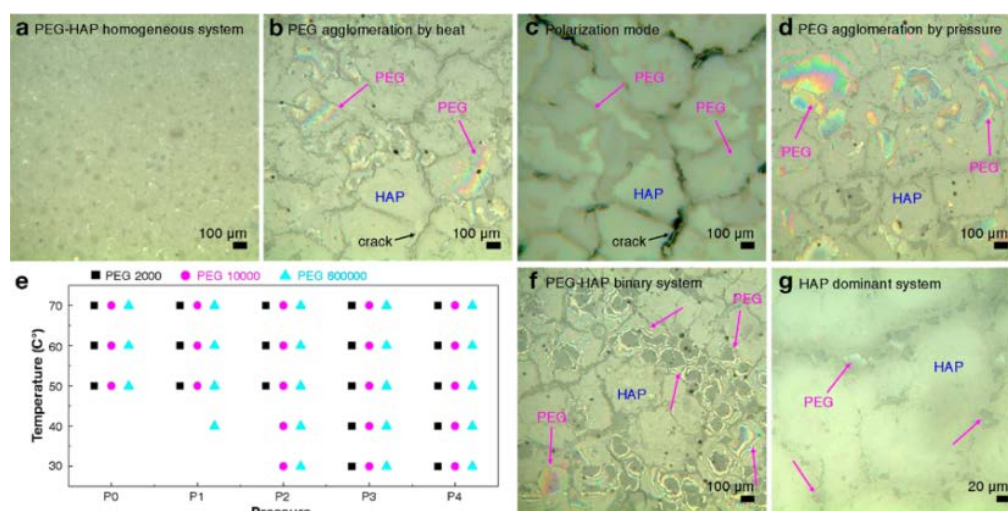 a PEG-HAP homogeneous system
100 µm
b PEG agglomeration by heat
PEG
PEG
HAP
crack
100 µm
c Polarization mode
PEG
PEG
HAP
crack
100 µm
d PEG agglomeration by pressure
PEG
PEG
HAP
100 µm
e
PEG 2000 PEG 10000 PEG 600000
Temperature (C°)
70
60
50
40
30
P0 P1 P2 P3 P4
f PEG-HAP binary system
PEG
PEG
HAP
PEG
100 µm
g HAP dominant system
HAP
PEG
20 µm